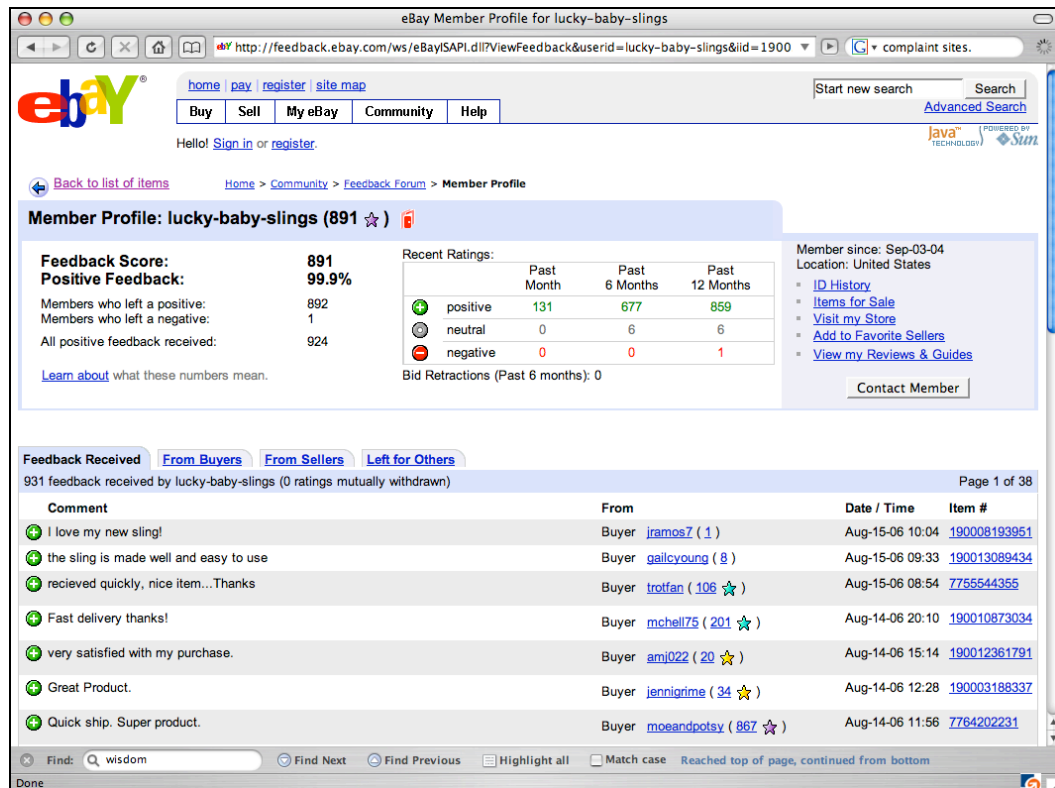 eBay Member Profile for lucky-baby-slings
http://feedback.ebay.com/ws/eBayISAPI.dll?ViewFeedback&userid=lucky-baby-slings&iid=1900
complaint sites.
ebY®
home | pay | register | site map
Buy Sell My eBay Community Help
Start new search Search
Advanced Search
Hello! Sign in or register.
Java™ TECHNOLOGY POWERED BY Sun
Back to list of items Home > Community > Feedback Forum > Member Profile
Member Profile: lucky-baby-slings (891)
Feedback Score: 891
Positive Feedback: 99.9%
Members who left a positive: 892
Members who left a negative: 1
All positive feedback received: 924
Learn about what these numbers mean.
Recent Ratings:
Past Month Past 6 Months Past 12 Months
positive 131 677 859
neutral 0 6 6
negative 0 0 1
Bid Retractions (Past 6 months): 0
Member since: Sep-03-04
Location: United States
ID History
Items for Sale
Visit my Store
Add to Favorite Sellers
View my Reviews & Guides
Contact Member
Feedback Received From Buyers From Sellers Left for Others
931 feedback received by lucky-baby-slings (0 ratings mutually withdrawn) Page 1 of 38
Comment From Date / Time Item #
I love my new sling! Buyer jramos7 ( 1 ) Aug-15-06 10:04 190008193951
the sling is made well and easy to use Buyer gailcyoung ( 8 ) Aug-15-06 09:33 190013089434
recieved quickly, nice item...Thanks Buyer trotfan ( 106 ) Aug-15-06 08:54 7755544355
Fast delivery thanks! Buyer mchell75 ( 201 ) Aug-14-06 20:10 190010873034
very satisfied with my purchase. Buyer amj022 ( 20 ) Aug-14-06 15:14 190012361791
Great Product. Buyer jennigrime ( 34 ) Aug-14-06 12:28 190003188337
Quick ship. Super product. Buyer moeandpotsy ( 867 ) Aug-14-06 11:56 7764202231
Find: wisdom Find Next Find Previous Highlight all Match case Reached top of page, continued from bottom
Done